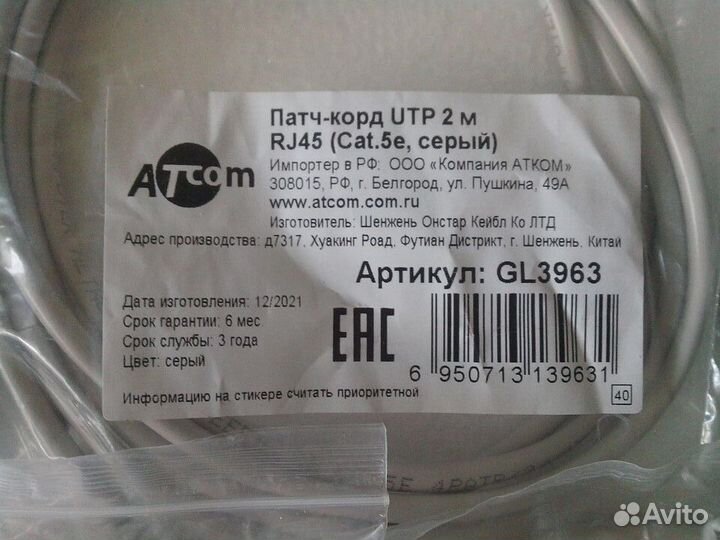 ATcom
Патч-корд UTP 2 м
RJ45 (Cat.5e, серый)
Импортер в РФ: ООО «Компания АТКОМ»
308015, РФ, г. Белгород, ул. Пушкина, 49А
www.atcom.com.ru
Изготовитель: Шенжень Онстар Кейбл Ко ЛТД
Адрес производства: д7317, Хуакинг Роад, Футиан Дистрикт, г. Шенжень, Китай
Артикул: GL3963
Дата изготовления: 12/2021
Срок гарантии: 6 мес.
Срок службы: 3 года
Цвет: серый
EAC
6 950713 139631
Информацию на стикере считать приоритетной
40
5E 4PAIR
Avito